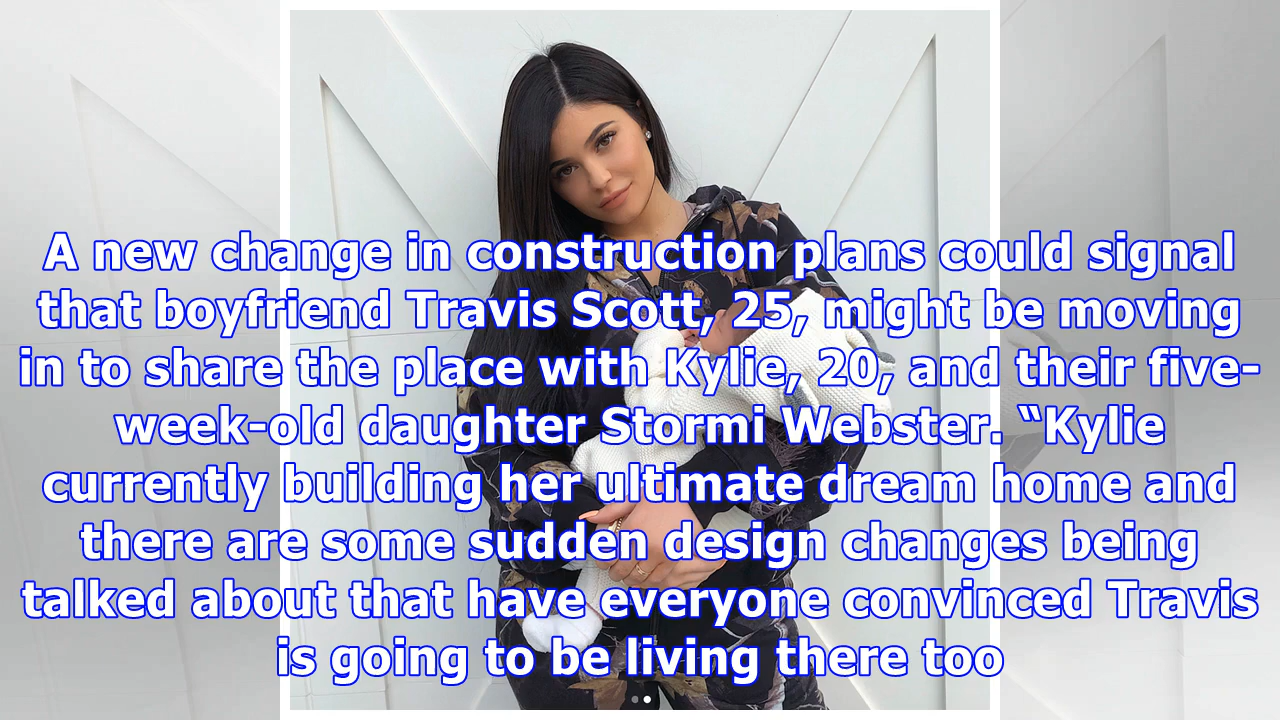 A new change in construction plans could signal
that boyfriend Travis Scott, 25, might be moving
in to share the place with Kylie, 20, and their five-
week-old daughter Stormi Webster. “Kylie
currently building her ultimate dream home and
there are some sudden design changes being
talked about that have everyone convinced Travis
is going to be living there too